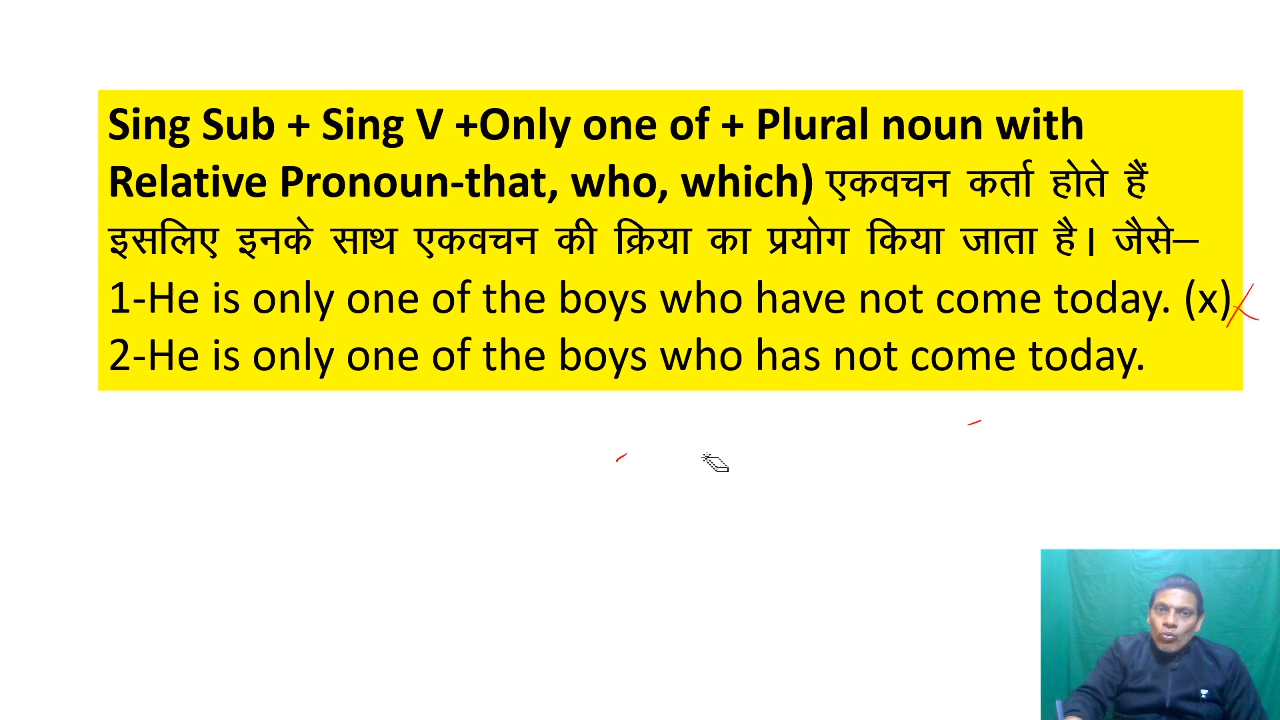 Sing Sub + Sing V +Only one of + Plural noun with
Relative Pronoun-that, who, which) एकवचन कर्ता होते हैं
इसलिए इनके साथ एकवचन की क्रिया का प्रयोग किया जाता है। जैसे–
1-He is only one of the boys who have not come today. (x)
2-He is only one of the boys who has not come today.